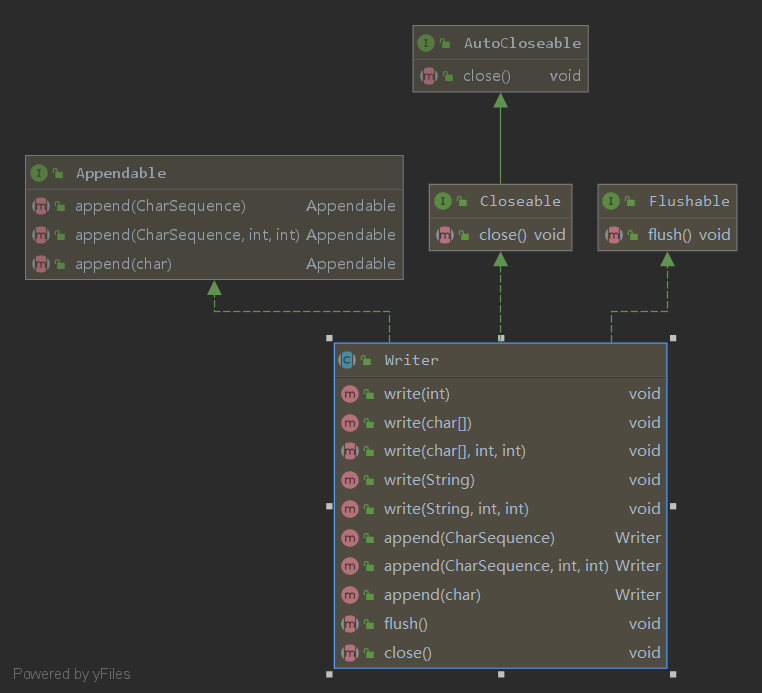 AutoCloseable
close() void
Appendable
append(CharSequence) Appendable
append(CharSequence, int, int) Appendable
append(char) Appendable
Closeable
close() void
Flushable
flush() void
Writer
write(int) void
write(char[]) void
write(char[], int, int) void
write(String) void
write(String, int, int) void
append(CharSequence) Writer
append(CharSequence, int, int) Writer
append(char) Writer
flush() void
close() void
Powered by yFiles